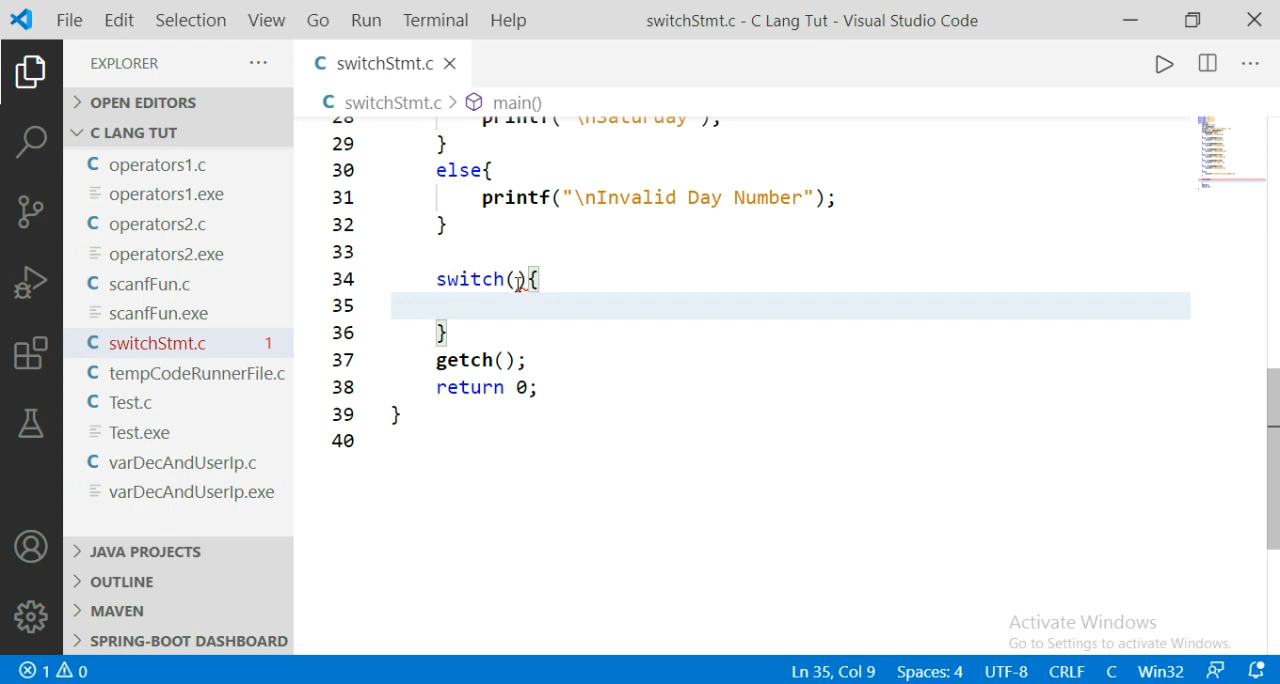 File Edit Selection View Go Run Terminal Help switchStmt.c - C Lang Tut - Visual Studio Code
EXPLORER ···
C switchStmt.c
OPEN EDITORS
C switchStmt.c > main()
C LANG TUT
C operators1.c
operators1.exe
C operators2.c
operators2.exe
C scanfFun.c
scanfFun.exe
C switchStmt.c 1
C tempCodeRunnerFile.c
C Test.c
Test.exe
C varDecAndUserIp.c
varDecAndUserIp.exe
JAVA PROJECTS
OUTLINE
MAVEN
SPRING-BOOT DASHBOARD
28 printf("\nSaturday");
29 }
30 else{
31 printf("\nInvalid Day Number");
32 }
33
34 switch(){
35
36 }
37 getch();
38 return 0;
39 }
40
Activate Windows
Go to Settings to activate Windows.
1 0 Ln 35, Col 9 Spaces: 4 UTF-8 CRLF C Win32